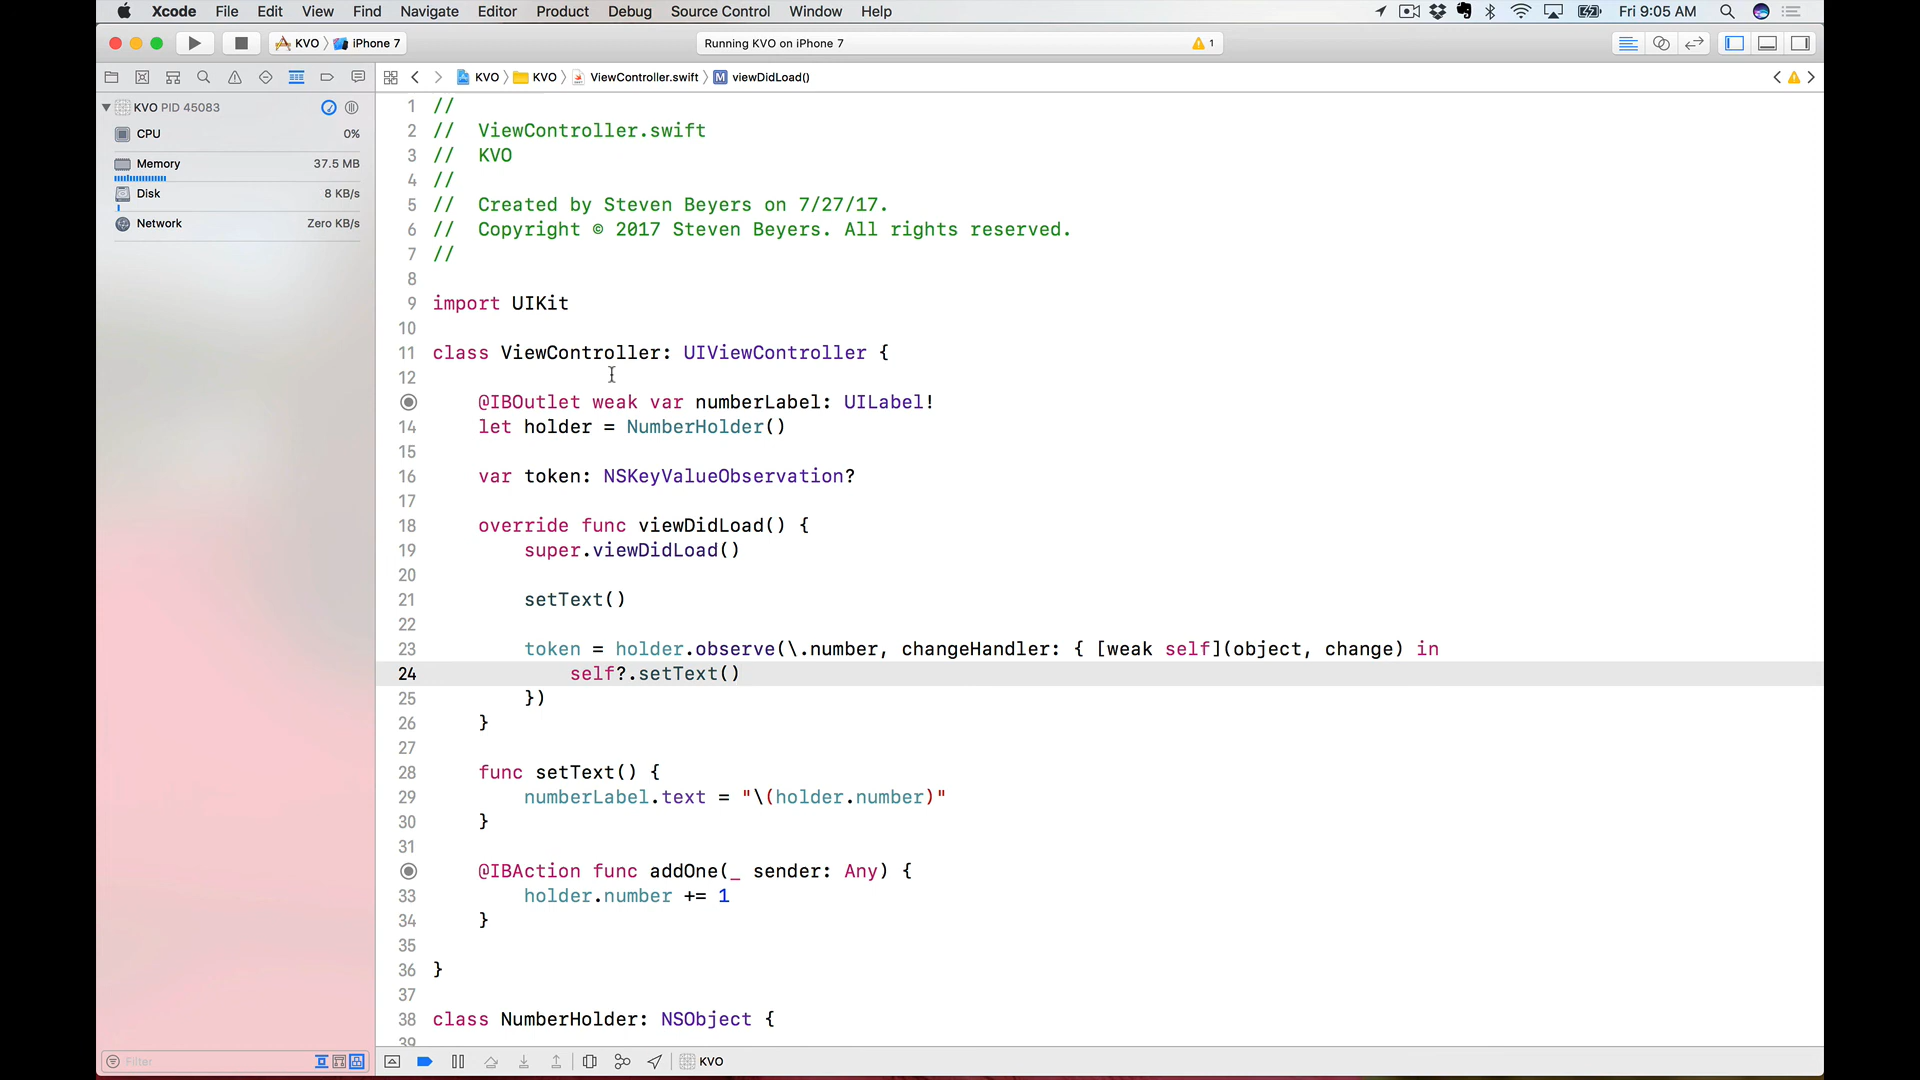 Xcode File Edit View Find Navigate Editor Product Debug Source Control Window Help Fri 9:05 AM
KVO iPhone 7 Running KVO on iPhone 7 1
KVO KVO ViewController.swift M viewDidLoad()
KVO PID 45083
CPU 0%
Memory 37.5 MB
Disk 8 KB/s
Network Zero KB/s
1 //
2 // ViewController.swift
3 // KVO
4 //
5 // Created by Steven Beyers on 7/27/17.
6 // Copyright © 2017 Steven Beyers. All rights reserved.
7 //
8
9 import UIKit
10
11 class ViewController: UIViewController {
12
@IBOutlet weak var numberLabel: UILabel!
14 let holder = NumberHolder()
15
16 var token: NSKeyValueObservation?
17
18 override func viewDidLoad() {
19 super.viewDidLoad()
20
21 setText()
22
23 token = holder.observe(\.number, changeHandler: { [weak self](object, change) in
24 self?.setText()
25 })
26 }
27
28 func setText() {
29 numberLabel.text = "\(holder.number)"
30 }
31
@IBAction func addOne(_ sender: Any) {
33 holder.number += 1
34 }
35
36 }
37
38 class NumberHolder: NSObject {
39
Filter KVO